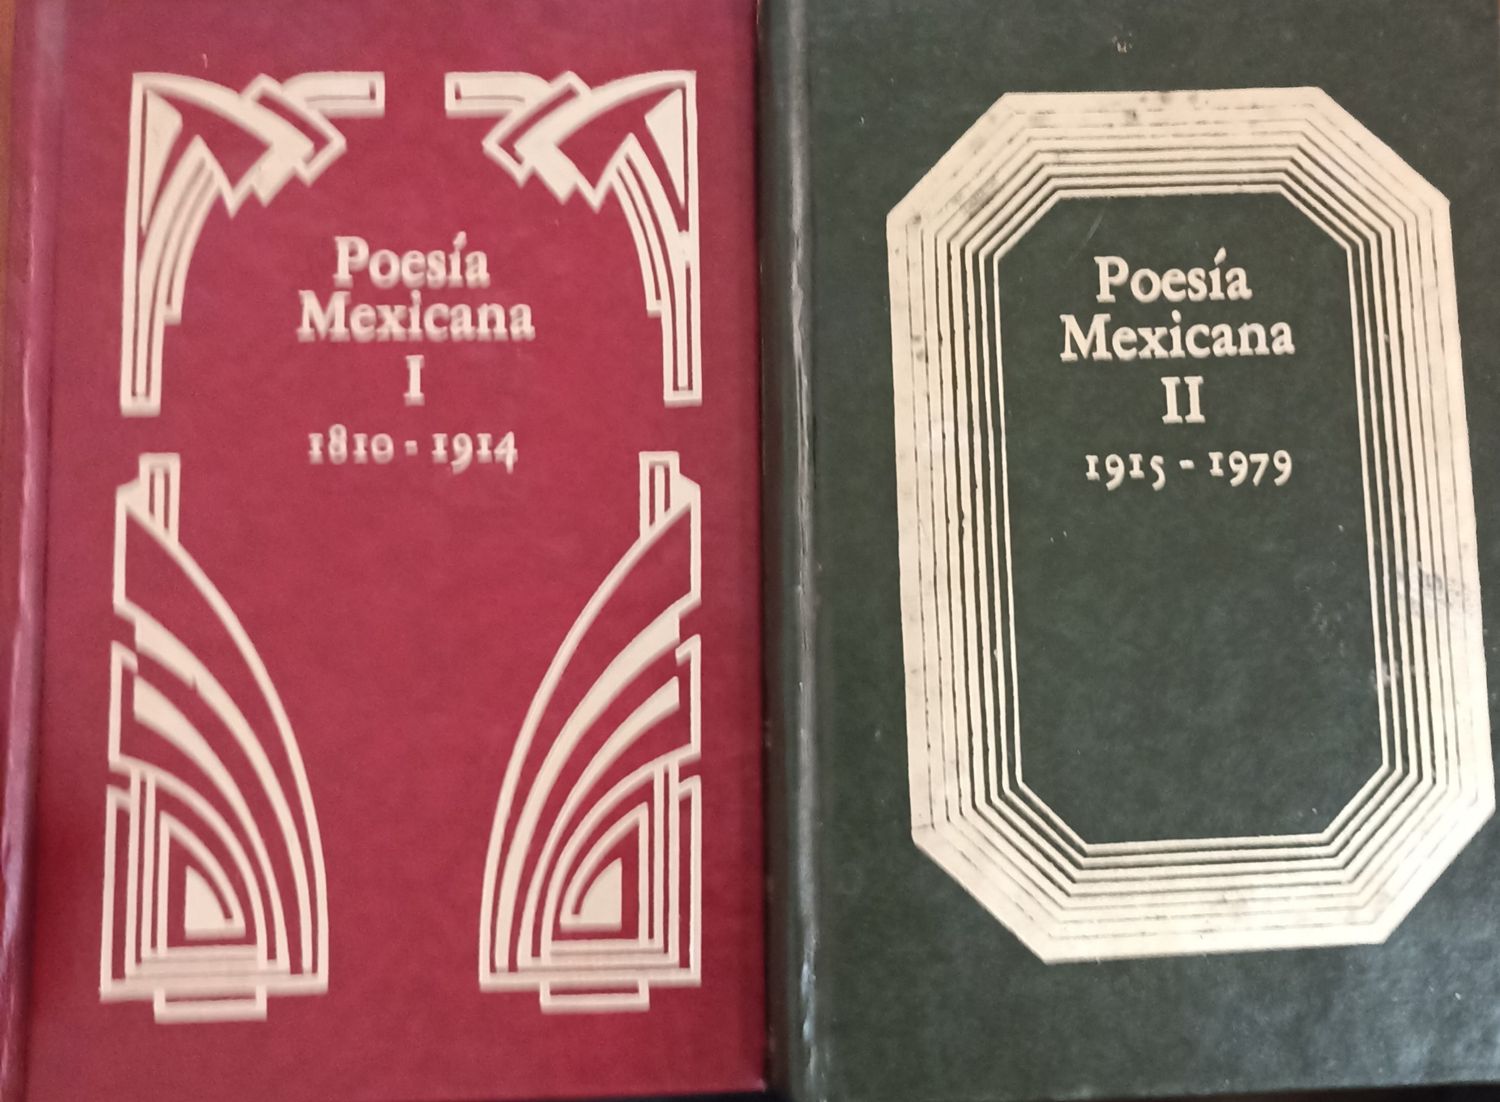 Poesía
Mexicana
I
1810 - 1914
Poesía
Mexicana
II
1915 - 1979